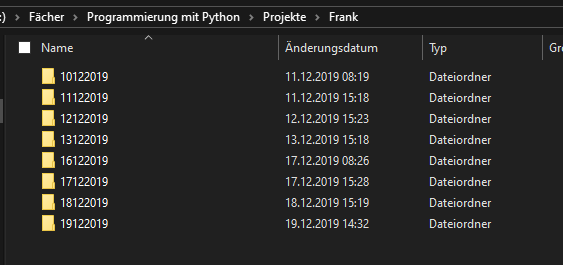 :) › Fächer › Programmierung mit Python › Projekte › Frank
Name Änderungsdatum Typ Grö
10122019 11.12.2019 08:19 Dateiordner
11122019 11.12.2019 15:18 Dateiordner
12122019 12.12.2019 15:23 Dateiordner
13122019 13.12.2019 15:18 Dateiordner
16122019 17.12.2019 08:26 Dateiordner
17122019 17.12.2019 15:28 Dateiordner
18122019 18.12.2019 15:19 Dateiordner
19122019 19.12.2019 14:32 Dateiordner